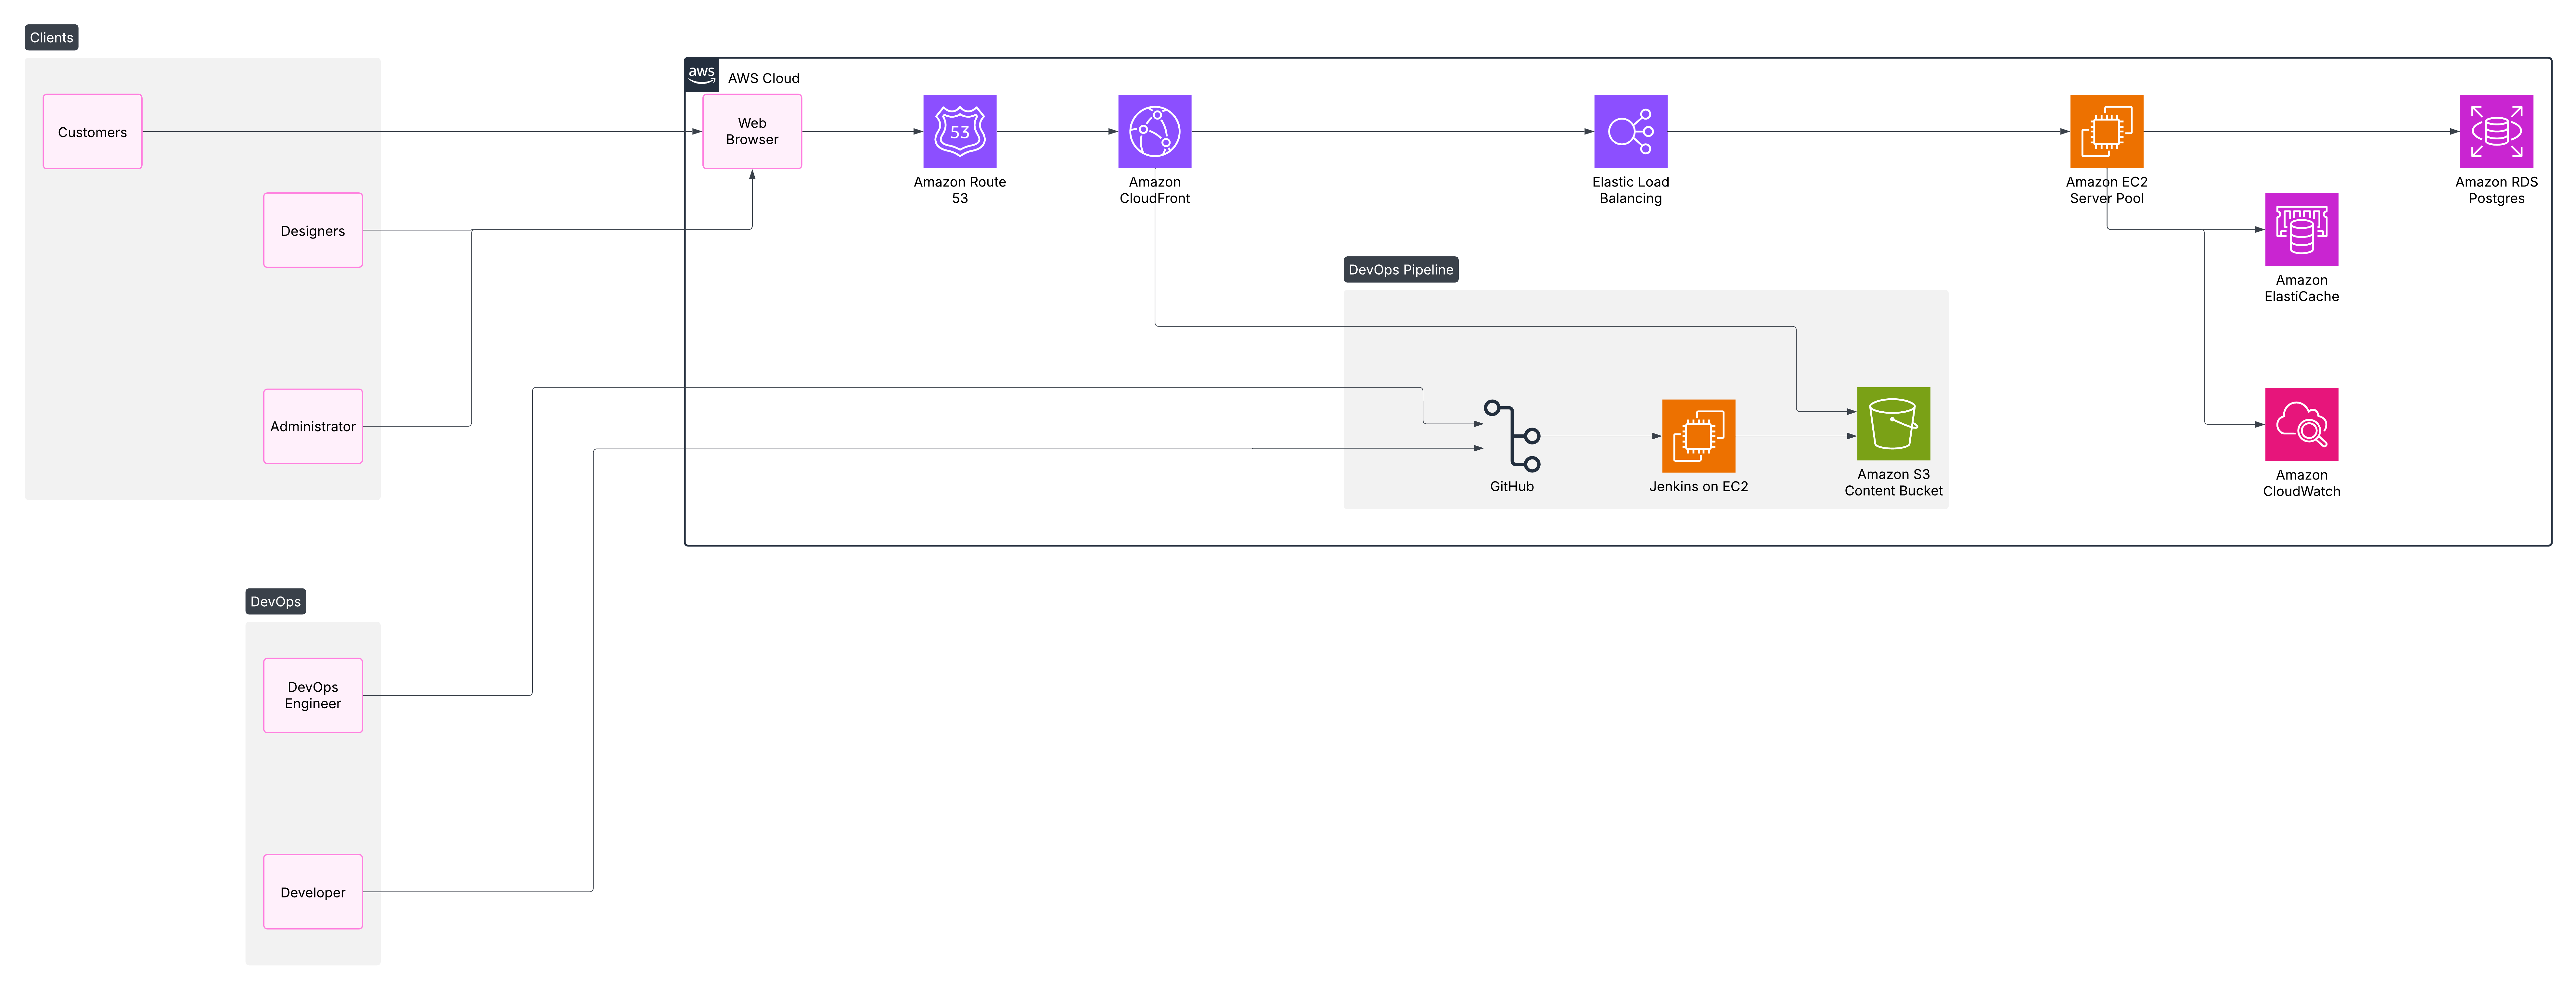 Clients
aws
AWS Cloud
Customers
Web
Browser
53
Amazon Route
53
Amazon
CloudFront
Elastic Load
Balancing
Amazon EC2
Server Pool
Amazon RDS
Postgres
Designers
Amazon
ElastiCache
DevOps Pipeline
Administrator
GitHub
Jenkins on EC2
Amazon S3
Content Bucket
Amazon
CloudWatch
DevOps
DevOps
Engineer
Developer